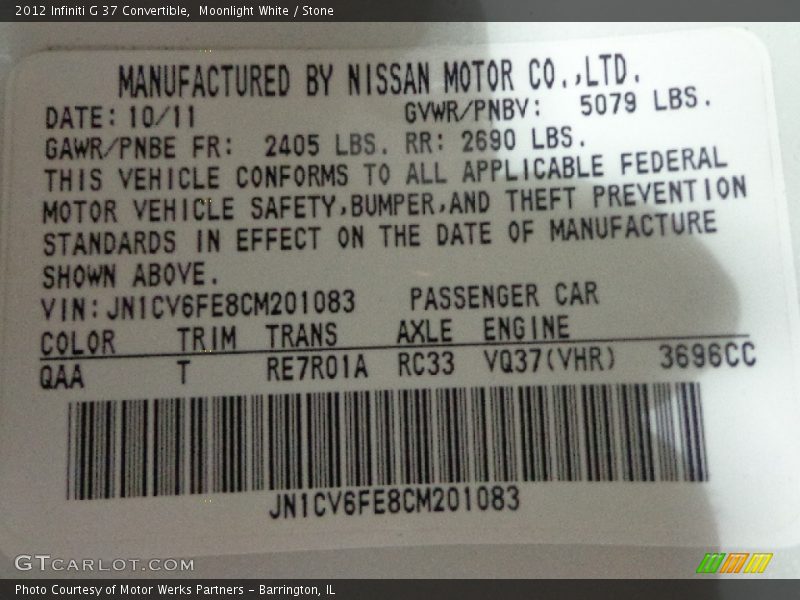 2012 Infiniti G 37 Convertible,  Moonlight White / Stone
MANUFACTURED BY NISSAN MOTOR CO.,LTD.
DATE: 10/11 GVWR/PNBV: 5079 LBS.
GAWR/PNBE FR: 2405 LBS. RR: 2690 LBS.
THIS VEHICLE CONFORMS TO ALL APPLICABLE FEDERAL
MOTOR VEHICLE SAFETY,BUMPER,AND THEFT PREVENTION
STANDARDS IN EFFECT ON THE DATE OF MANUFACTURE
SHOWN ABOVE.
VIN:JN1CV6FE8CM201083 PASSENGER CAR
COLOR TRIM TRANS AXLE ENGINE
QAA T RE7R01A RC33 VQ37(VHR) 3696CC
JN1CV6FE8CM201083
GTCARLOT.COM
Photo Courtesy of Motor Werks Partners – Barrington, IL